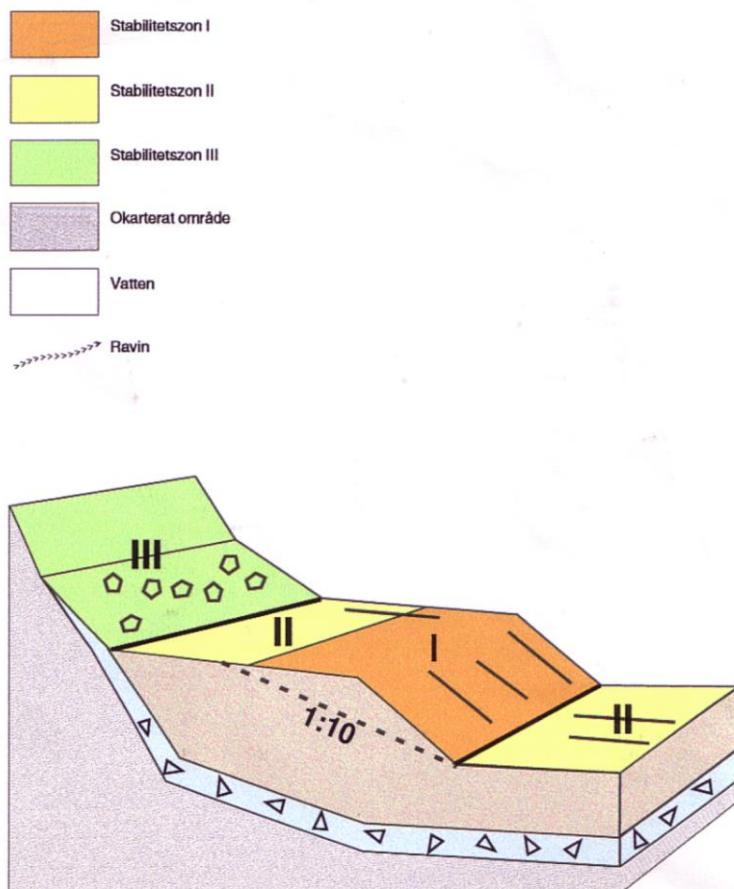 Stabilitetszon I
Stabilitetszon II
Stabilitetszon III
Okarterat område
Vatten
Ravin
III
II
I
II
1:10